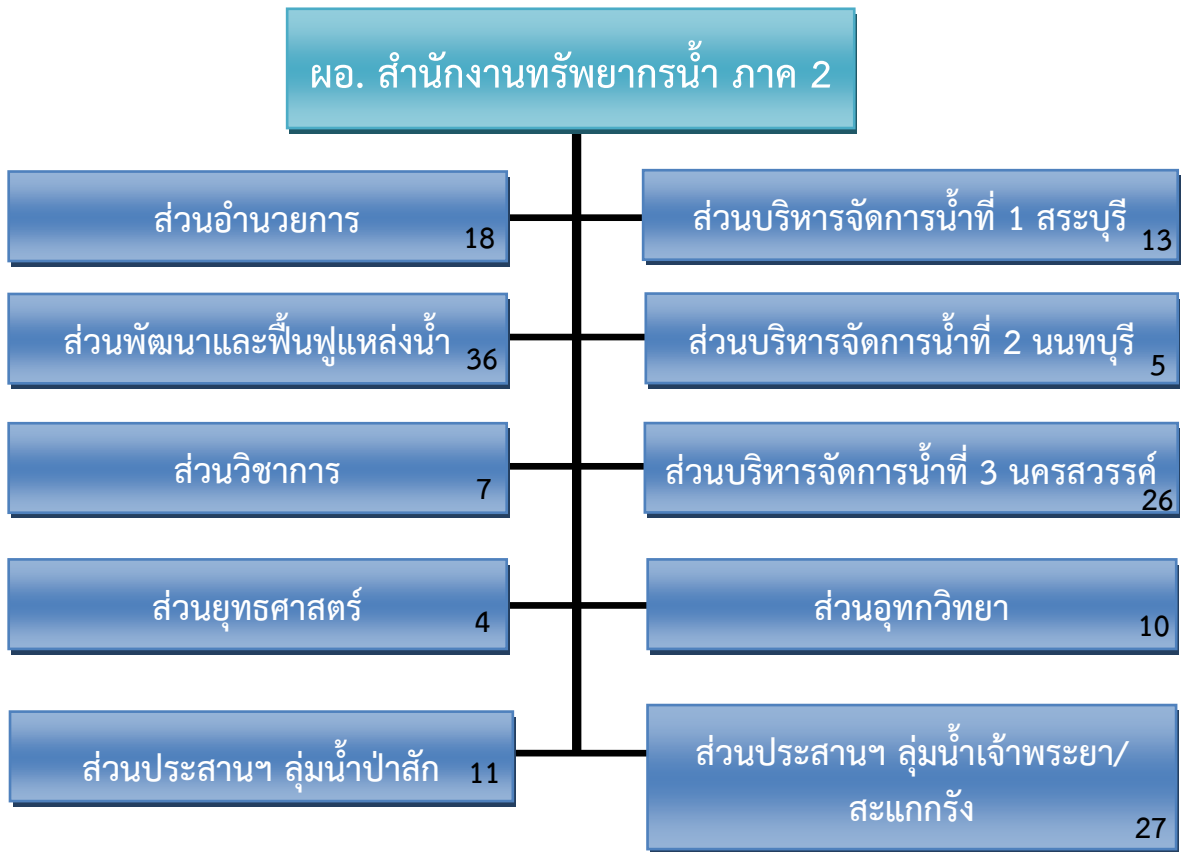 ผอ. สำนักงานทรัพยากรน้ำ ภาค 2
ส่วนอำนวยการ 18
ส่วนบริหารจัดการน้ำที่ 1 สระบุรี 13
ส่วนพัฒนาและฟื้นฟูแหล่งน้ำ 36
ส่วนบริหารจัดการน้ำที่ 2 นนทบุรี 5
ส่วนวิชาการ 7
ส่วนบริหารจัดการน้ำที่ 3 นครสวรรค์
26
ส่วนยุทธศาสตร์ 4
ส่วนอุทกวิทยา 10
ส่วนประสานฯ ลุ่มน้ำป่าสัก 11
ส่วนประสานฯ ลุ่มน้ำเจ้าพระยา/
สะแกกรัง
27